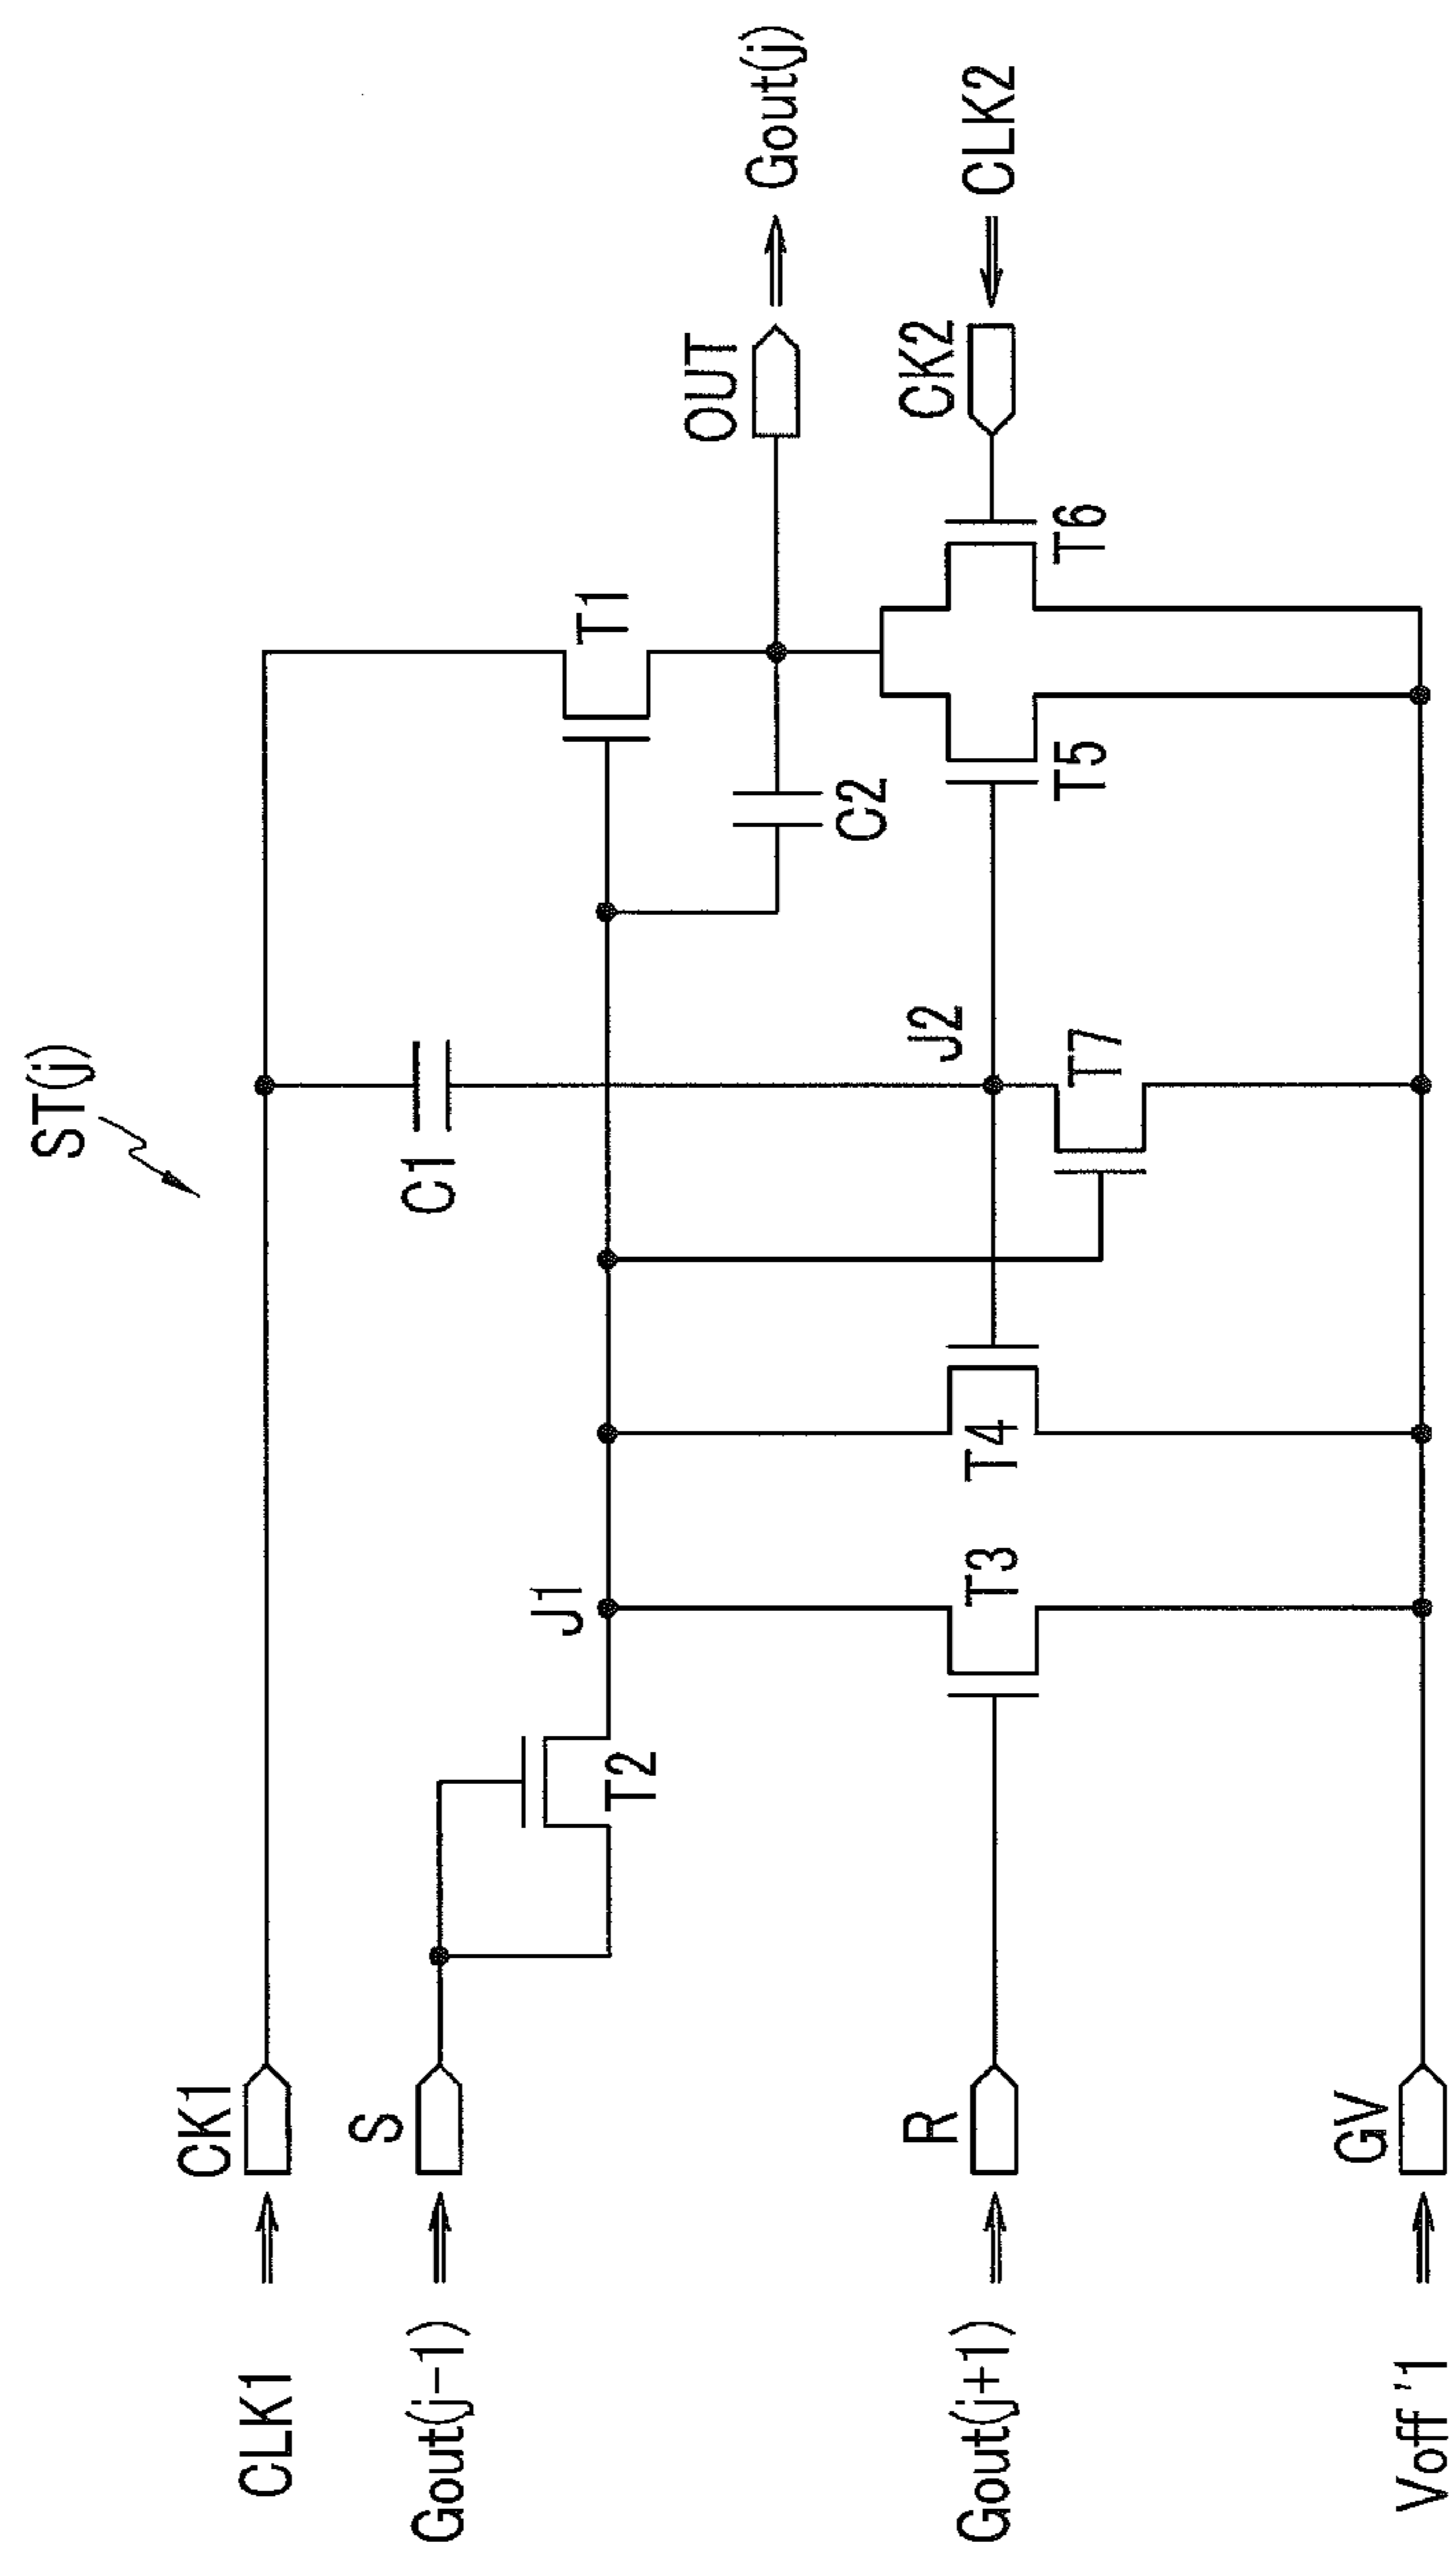 ST(j)
CLK1
CK1
C1
T1
Gout(j-1)
S
T2
J1
C2
OUT
Gout(j)
J2
Gout(j+1)
R
T3
T4
T7
T5
T6
CK2
CLK2
Voff'1
GV